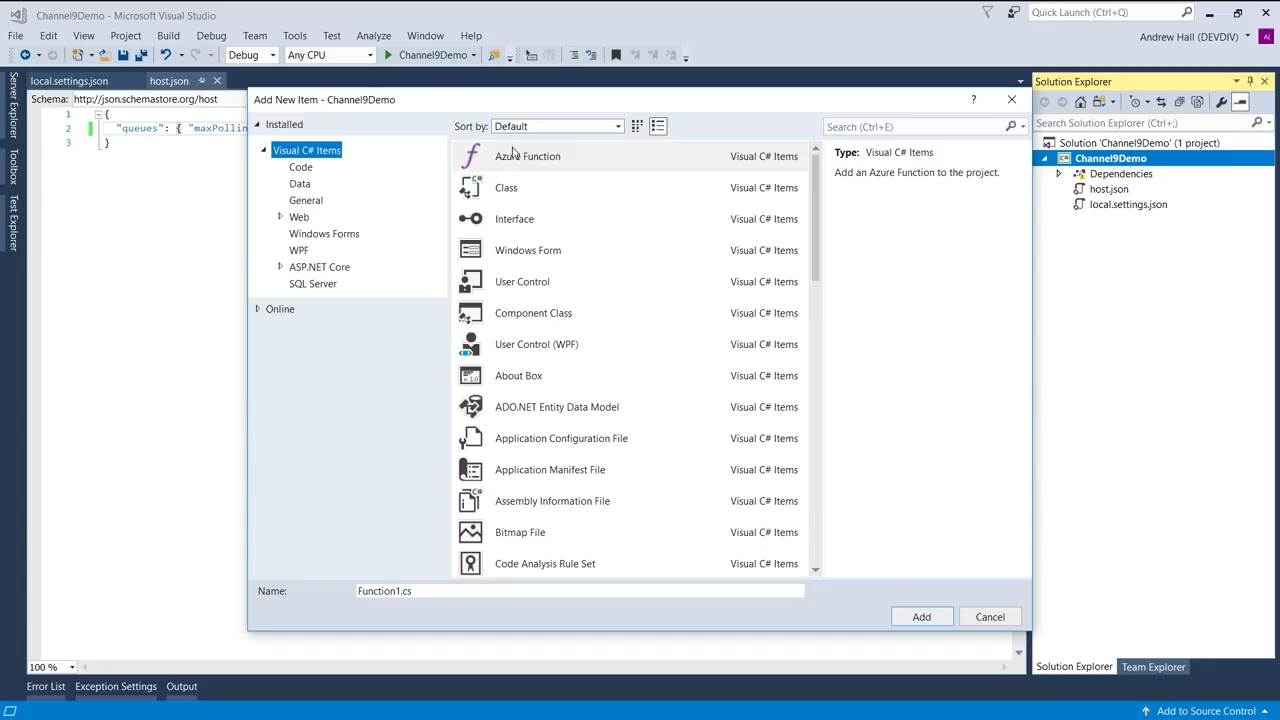 Channel9Demo - Microsoft Visual Studio
Quick Launch (Ctrl+Q)
File Edit View Project Build Debug Team Tools Test Analyze Window Help
Andrew Hall (DEVDIV)
Debug Any CPU Channel9Demo
local.settings.json host.json
Schema: http://json.schemastore.org/host
1 {
2 "queues": { "maxPollin
3 }
Server Explorer
Toolbox
Test Explorer
Add New Item - Channel9Demo
?
Installed
Sort by: Default
Search (Ctrl+E)
Visual C# Items
Code
Data
General
Web
Windows Forms
WPF
ASP.NET Core
SQL Server
Online
Azure Function Visual C# Items
Class Visual C# Items
Interface Visual C# Items
Windows Form Visual C# Items
User Control Visual C# Items
Component Class Visual C# Items
User Control (WPF) Visual C# Items
About Box Visual C# Items
ADO.NET Entity Data Model Visual C# Items
Application Configuration File Visual C# Items
Application Manifest File Visual C# Items
Assembly Information File Visual C# Items
Bitmap File Visual C# Items
Code Analysis Rule Set Visual C# Items
Type: Visual C# Items
Add an Azure Function to the project.
Name: Function1.cs
Add Cancel
Solution Explorer
Search Solution Explorer (Ctrl+;)
Solution 'Channel9Demo' (1 project)
Channel9Demo
Dependencies
host.json
local.settings.json
Solution Explorer Team Explorer
100 %
Error List Exception Settings Output
Add to Source Control